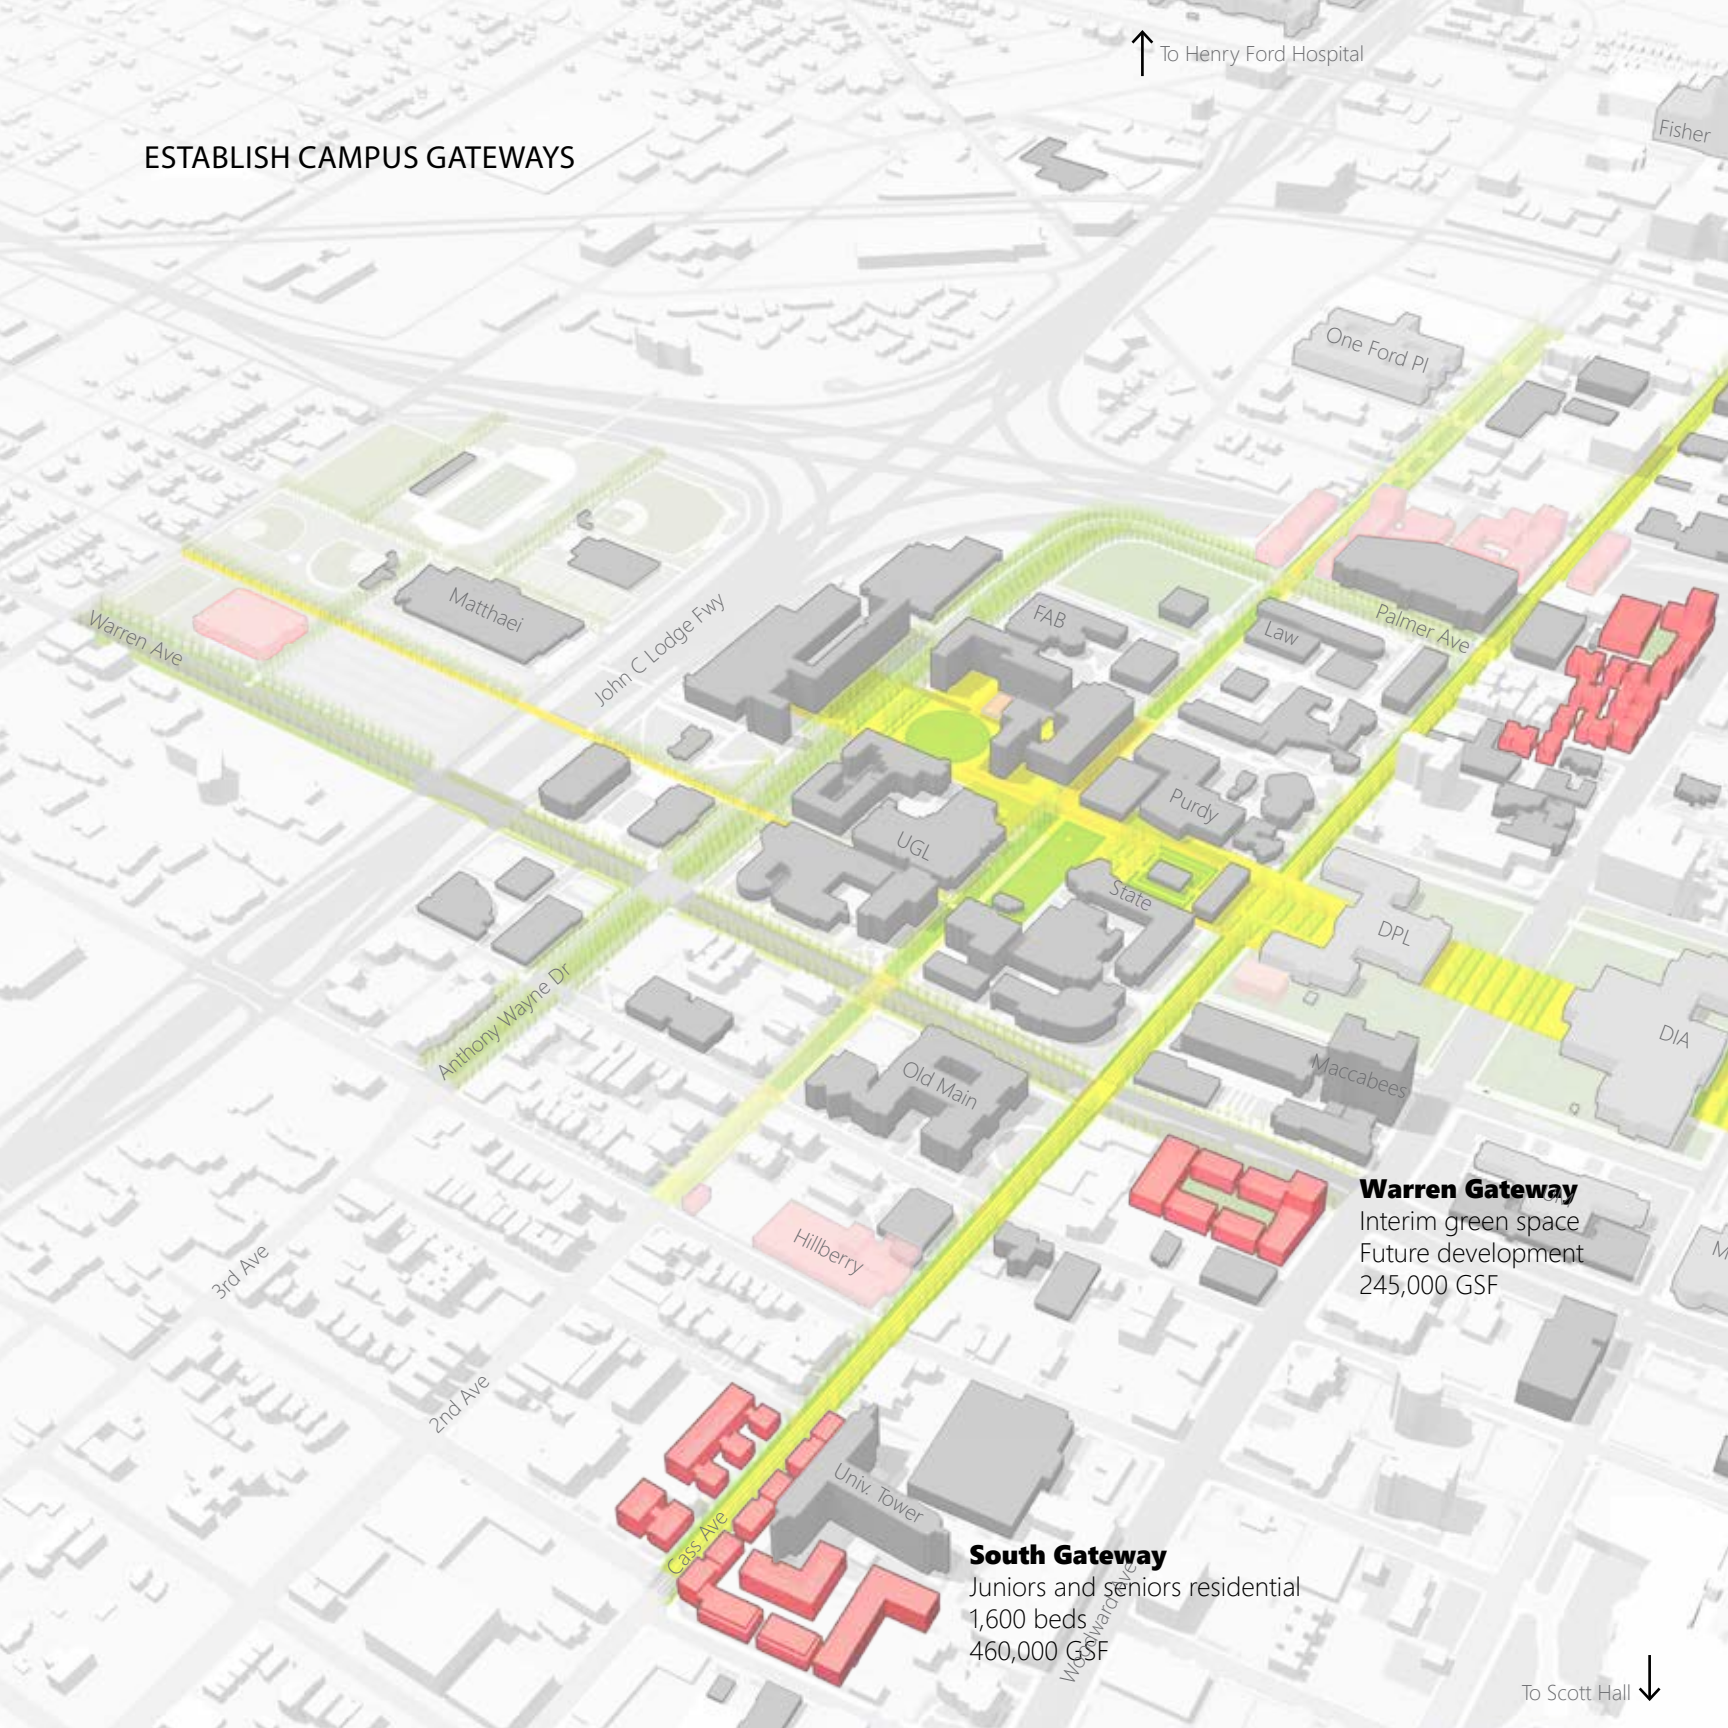 To Henry Ford Hospital
Fisher
ESTABLISH CAMPUS GATEWAYS
One Ford Pl
Matthaei
Warren Ave
John C Lodge Fwy
FAB
Law
Palmer Ave
Purdy
UGL
State
DPL
DIA
Anthony Wayne Dr
Old Main
Maccabees
Warren Gateway
Interim green space
Future development
245,000 GSF
Hillberry
3rd Ave
2nd Ave
Univ. Tower
Cass Ave
South Gateway
Juniors and seniors residential
1,600 beds
460,000 GSF
Woodward Ave
To Scott Hall